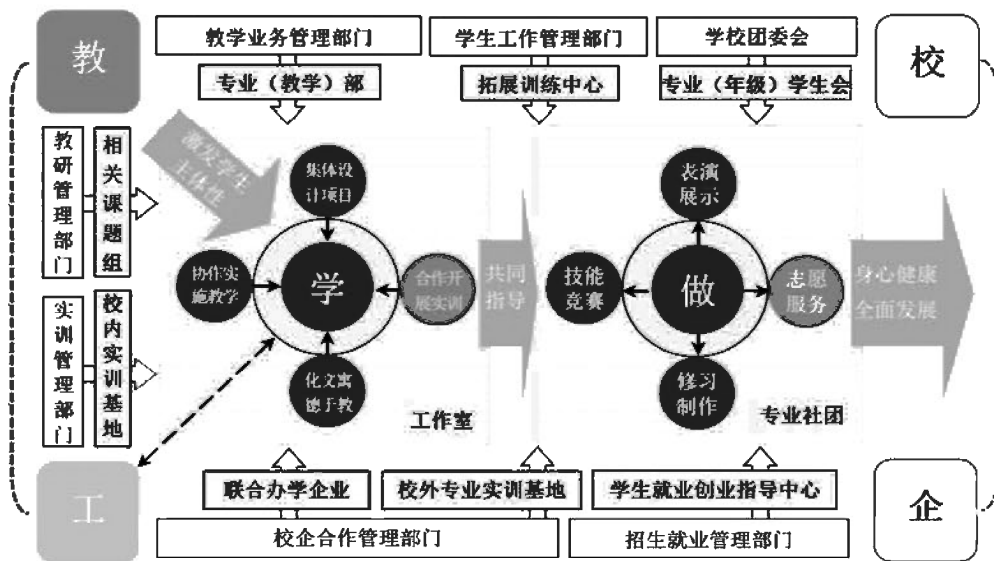 教
校
教学业务管理部门
学生工作管理部门
学校团委会
专业（教学）部
拓展训练中心
专业（年级）学生会
教研管理部门
相关课题组
激发学生
主体性
集体设
计项目
协作实
施教学
学
合作开
展实训
化文寓
德于教
工作室
共同
指导
表演
展示
技能
竞赛
做
志愿
服务
修习
制作
专业社团
身心健康
全面发展
实训管理部门
校内实训基地
工
企
联合办学企业
校外专业实训基地
学生就业创业指导中心
校企合作管理部门
招生就业管理部门